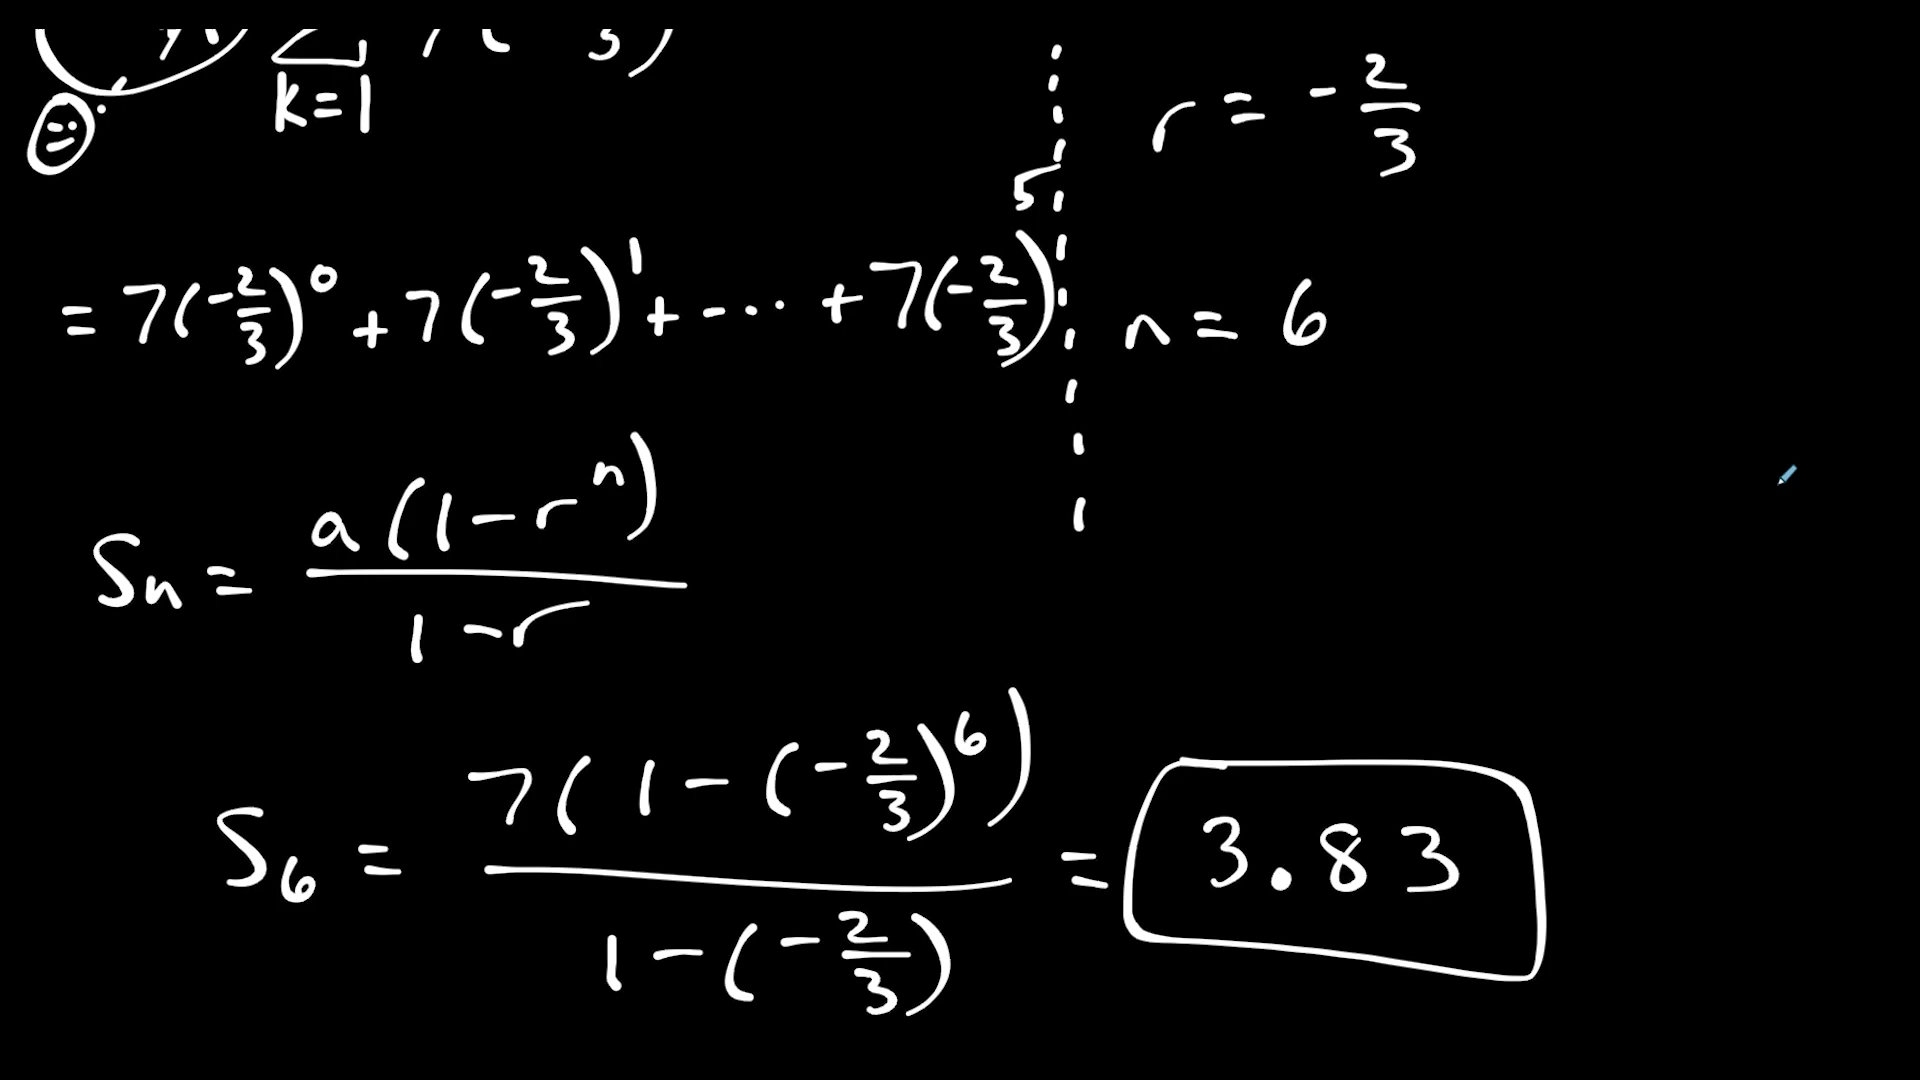 k=1
r = -2/3
= 7(-2/3)^0 + 7(-2/3)^1 + ... + 7(-2/3)^5
n = 6
Sn = a(1-r^n)/1-r
S6 = 7(1-(-2/3)^6)/1-(-2/3) = 3.83